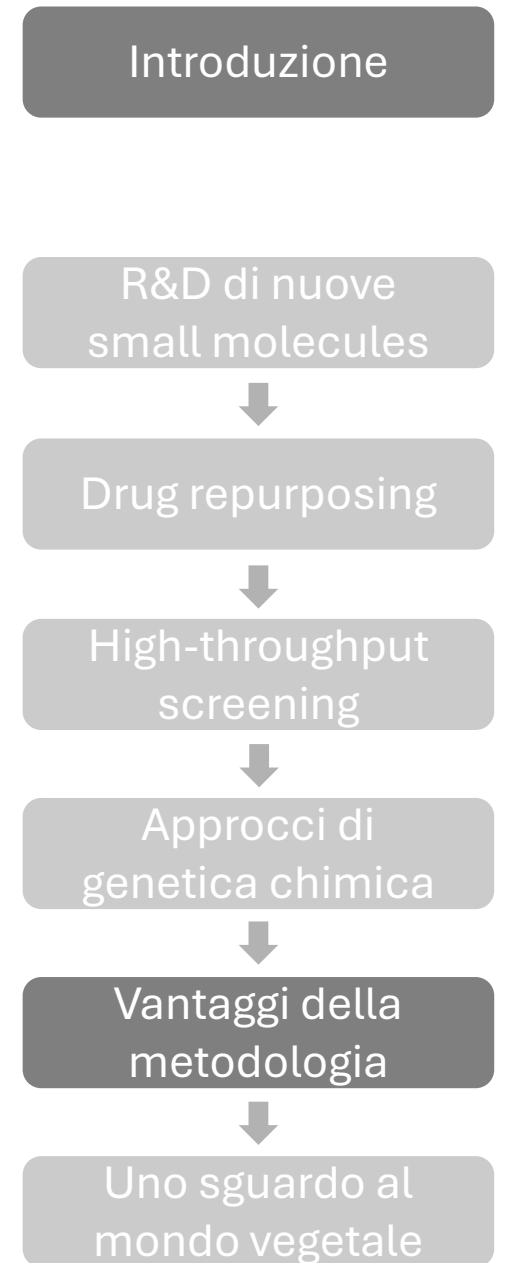 Introduzione
R&D di nuove
small molecules
Drug repurposing
High-throughput
screening
Approcci di
genetica chimica
Vantaggi della
metodologia
Uno sguardo al
mondo vegetale